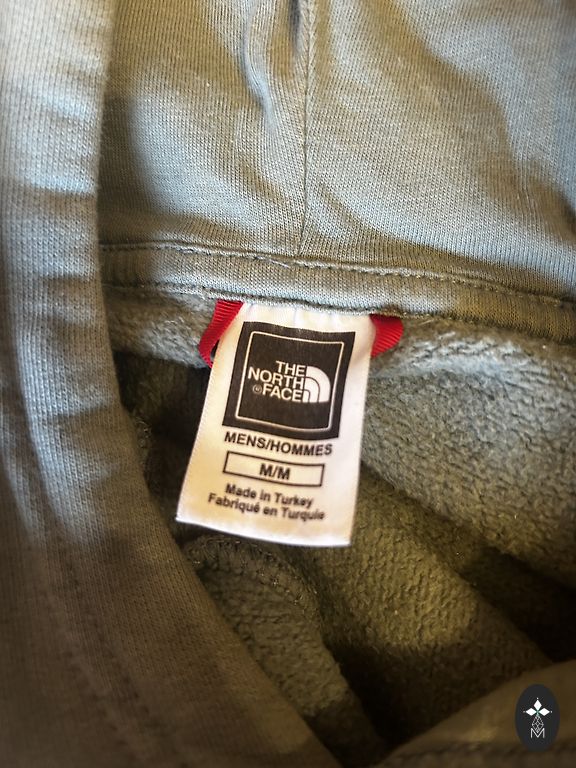 THE
NORTH
FACE
MENS/HOMMES
M/M
Made in Turkey
Fabriqué en Turquie
M